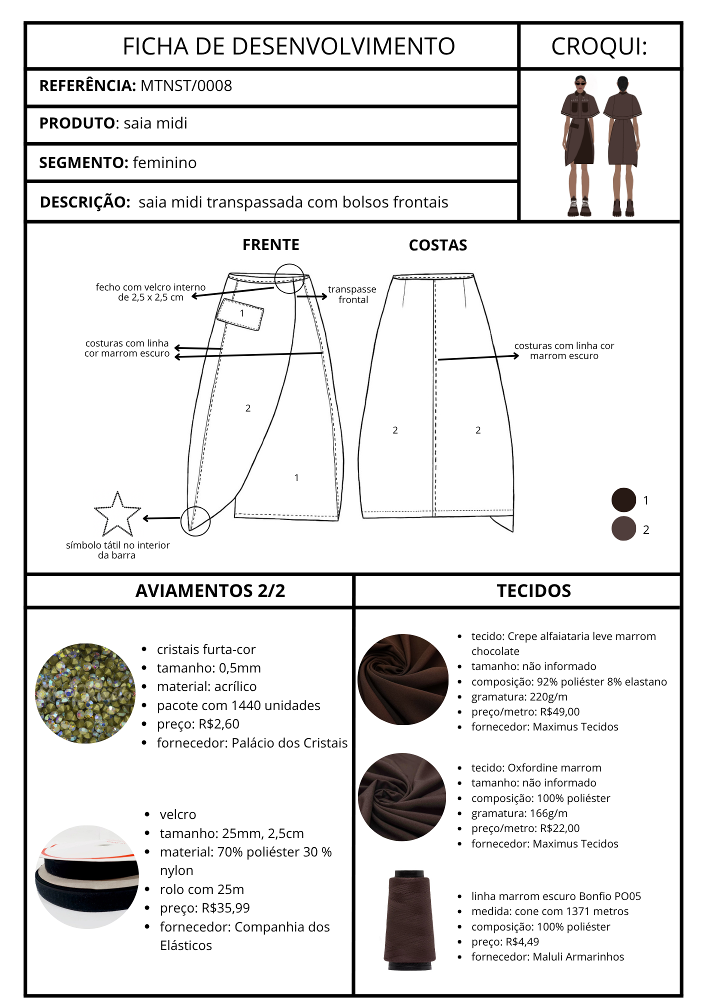 FICHA DE DESENVOLVIMENTO
CROQUI:
REFERÊNCIA: MTNST/0008
PRODUTO: saia midi
SEGMENTO: feminino
DESCRIÇÃO: saia midi transpassada com bolsos frontais
FRENTE
COSTAS
fecho com velcro interno
de 2,5 x 2,5 cm
transpasse
frontal
1
costuras com linha
cor marrom escuro
costuras com linha cor
marrom escuro
2
2
2
1
1
2
símbolo tátil no interior
da barra
AVIAMENTOS 2/2
• cristais furta-cor
• tamanho: 0,5mm
• material: acrílico
• pacote com 1440 unidades
• preço: R$2,60
• fornecedor: Palácio dos Cristais
• velcro
• tamanho: 25mm, 2,5cm
• material: 70% poliéster 30 %
nylon
• rolo com 25m
• preço: R$35,99
• fornecedor: Companhia dos
Elásticos
TECIDOS
• tecido: Crepe alfaiataria leve marrom
chocolate
• tamanho: não informado
• composição: 92% poliéster 8% elastano
• gramatura: 220g/m
• preço/metro: R$49,00
• fornecedor: Maximus Tecidos
• tecido: Oxfordine marrom
• tamanho: não informado
• composição: 100% poliéster
• gramatura: 166g/m
• preço/metro: R$22,00
• fornecedor: Maximus Tecidos
• linha marrom escuro Bonfio PO05
• medida: cone com 1371 metros
• composição: 100% poliéster
• preço: R$4,49
• fornecedor: Maluli Armarinhos